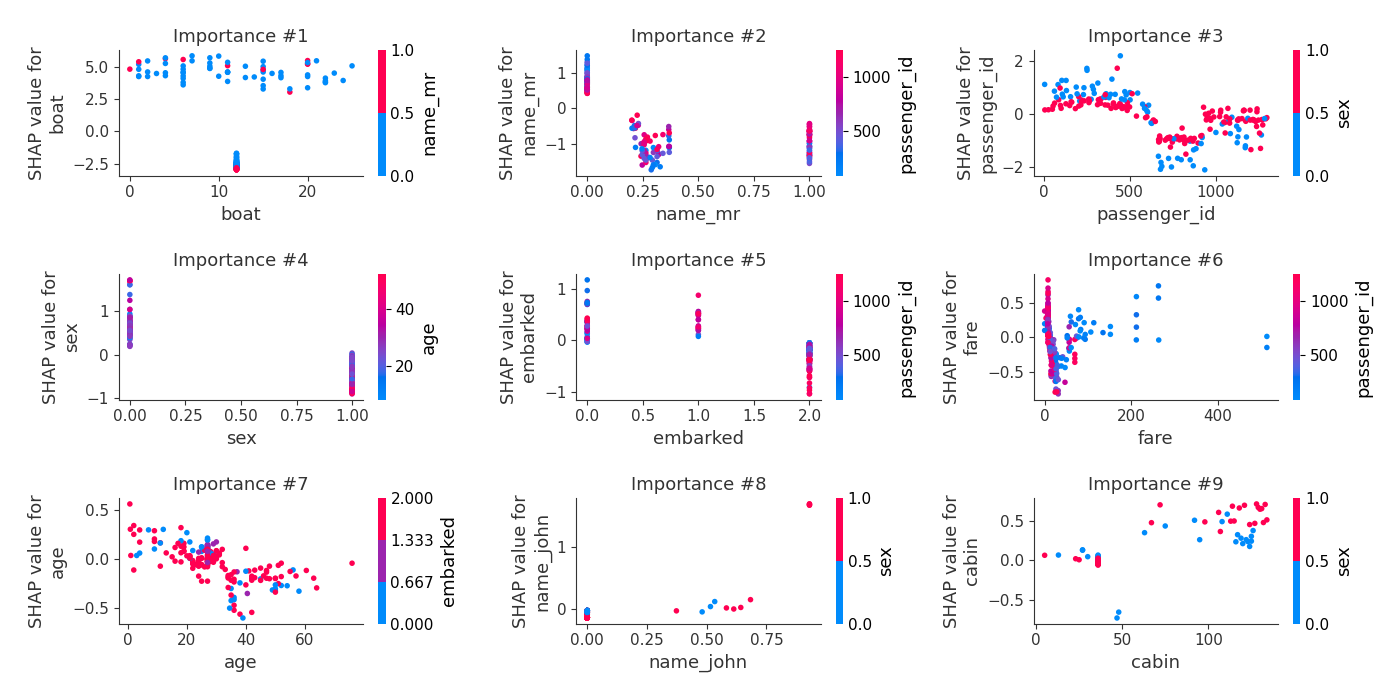 Importance #1
SHAP value for
boat
5.0
2.5
0.0
−2.5
0
10
20
boat
1.0
0.5
0.0
name_mr
Importance #2
SHAP value for
name_mr
1
0
−1
0.00
0.25
0.50
0.75
1.00
name_mr
1000
500
passenger_id
Importance #3
SHAP value for
passenger_id
2
0
−2
0
500
1000
passenger_id
1.0
0.5
0.0
sex
Importance #4
SHAP value for
sex
1
0
−1
0.00
0.25
0.50
0.75
1.00
sex
40
20
age
Importance #5
SHAP value for
embarked
1
0
−1
0.0
0.5
1.0
1.5
2.0
embarked
1000
500
passenger_id
Importance #6
SHAP value for
fare
0.5
0.0
−0.5
0
200
400
fare
1000
500
passenger_id
Importance #7
SHAP value for
age
0.5
0.0
−0.5
0
20
40
60
age
2.000
1.333
0.667
0.000
embarked
Importance #8
SHAP value for
name_john
1
0
0.00
0.25
0.50
0.75
name_john
1.0
0.5
0.0
sex
Importance #9
SHAP value for
cabin
0.5
0.0
−0.5
0
50
100
cabin
1.0
0.5
0.0
sex